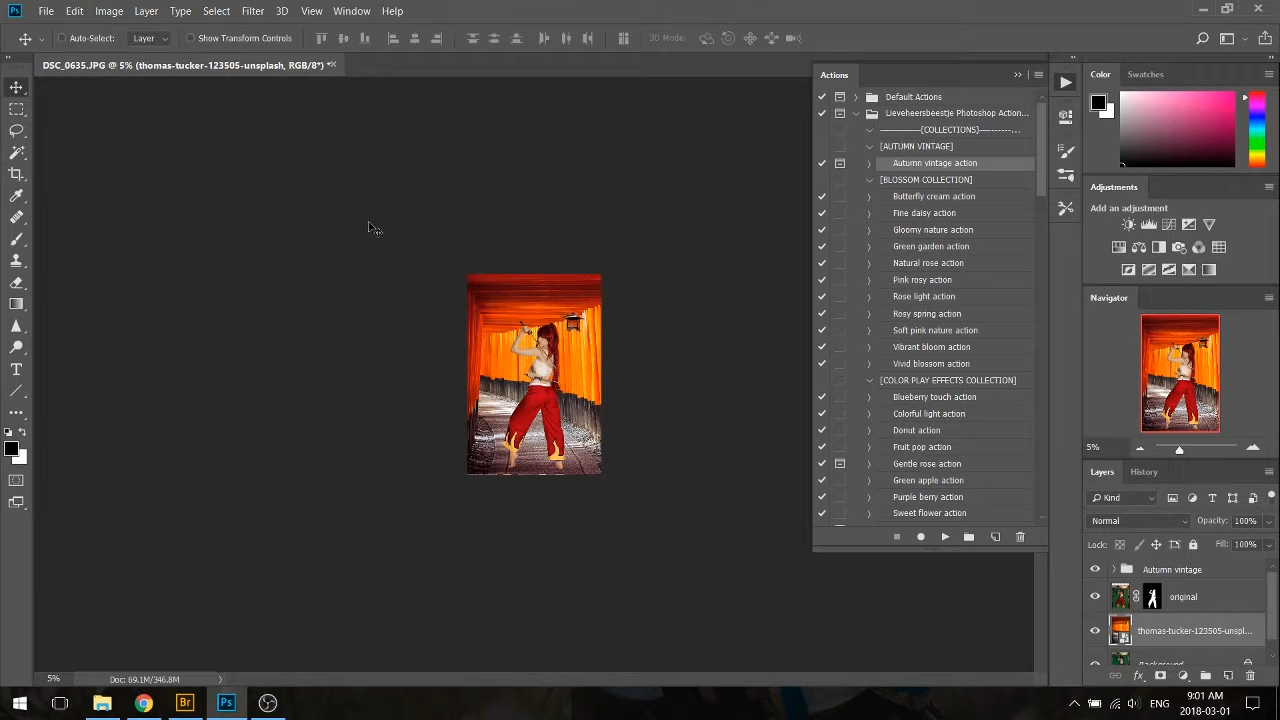 Ps File Edit Image Layer Type Select Filter 3D View Window Help
Auto-Select: Layer Show Transform Controls 3D Mode:
DSC_0635.JPG @ 5% (thomas-tucker-123505-unsplash, RGB/8*) *
Actions
Default Actions
Lieveheersbeestje Photoshop Action...
----------------{COLLECTIONS}----------...
[AUTUMN VINTAGE]
Autumn vintage action
[BLOSSOM COLLECTION]
Butterfly cream action
Fine daisy action
Gloomy nature action
Green garden action
Natural rose action
Pink rosy action
Rose light action
Rosy spring action
Soft pink nature action
Vibrant bloom action
Vivid blossom action
[COLOR PLAY EFFECTS COLLECTION]
Blueberry touch action
Colorful light action
Donut action
Fruit pop action
Gentle rose action
Green apple action
Purple berry action
Sweet flower action
Color Swatches
Adjustments
Add an adjustment
Navigator
5%
Layers History
Kind
Normal Opacity: 100%
Lock: Fill: 100%
Autumn vintage
original
thomas-tucker-123505-unspl...
Background
5% Doc: 69.1M/346.8M
Br Ps ENG 9:01 AM
2018-03-01